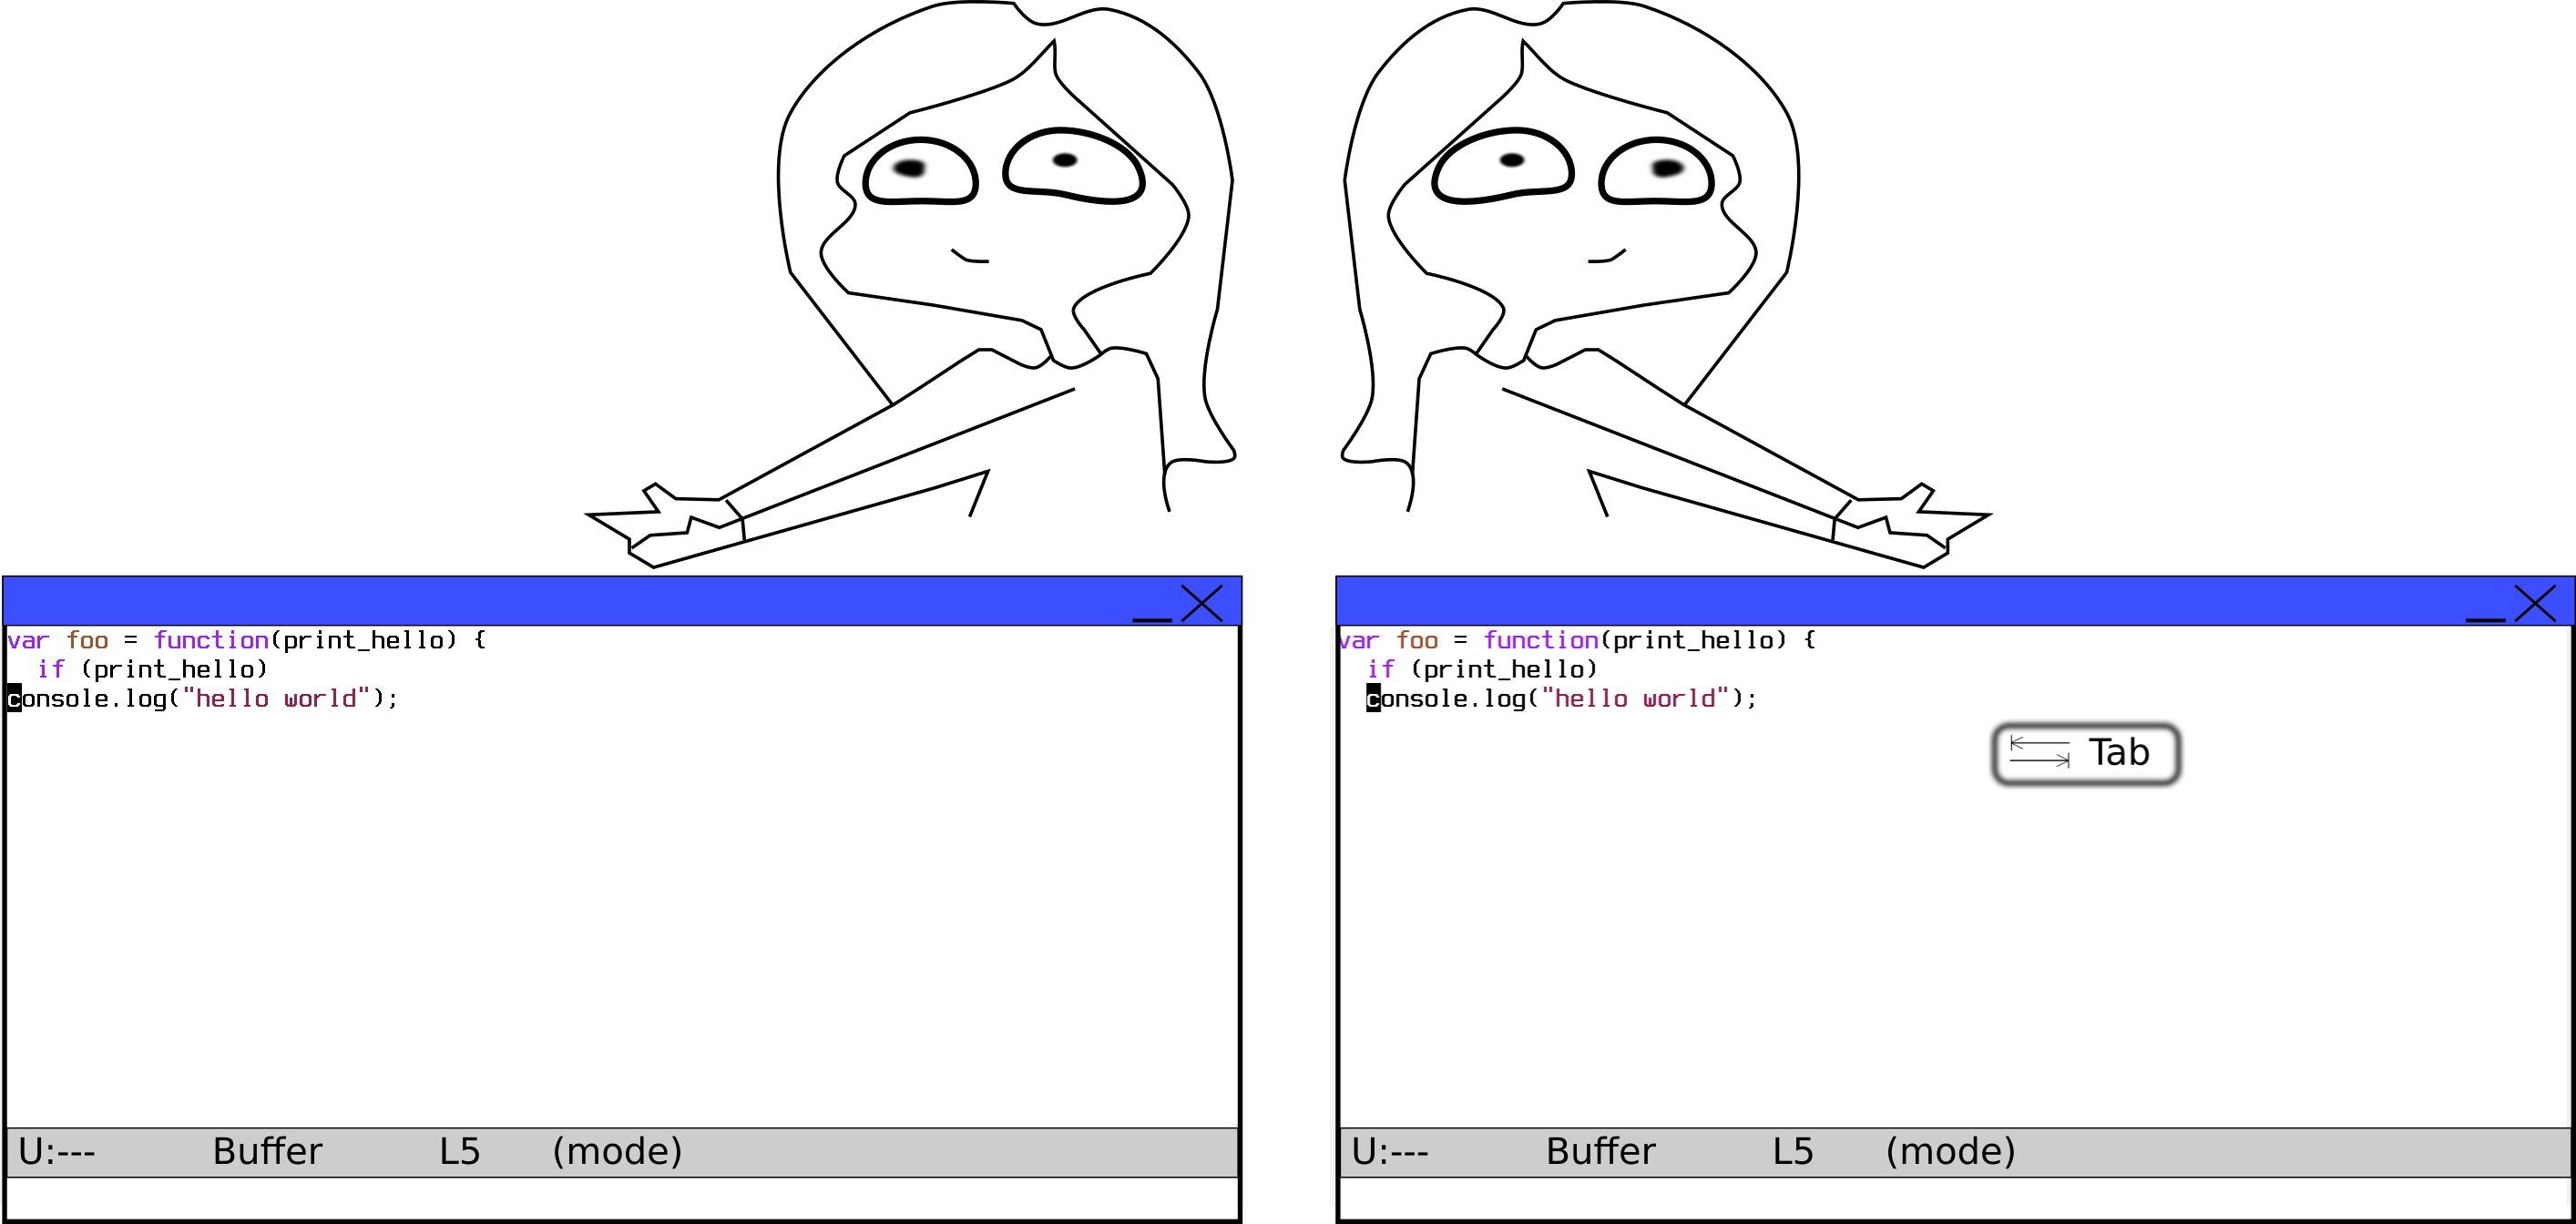 var foo = function(print_hello) {
  if (print_hello)
console.log("hello world");
U:--- Buffer L5 (mode)
var foo = function(print_hello) {
  if (print_hello)
  console.log("hello world");
Tab
U:--- Buffer L5 (mode)